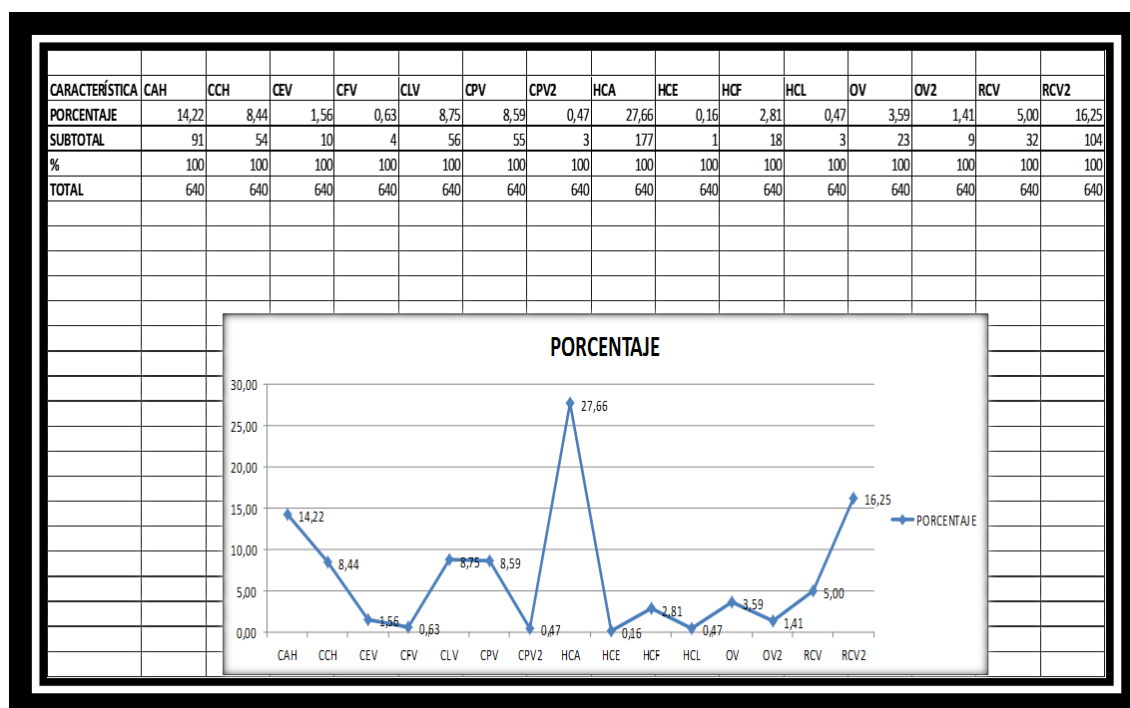 CARACTERÍSTICA CAH CCH CEV CFV CLV CPV CPV2 HCA HCE HCF HCL OV OV2 RCV RCV2
PORCENTAJE 14,22 8,44 1,56 0,63 8,75 8,59 0,47 27,66 0,16 2,81 0,47 3,59 1,41 5,00 16,25
SUBTOTAL 91 54 10 4 56 55 3 177 1 18 3 23 9 32 104
% 100 100 100 100 100 100 100 100 100 100 100 100 100 100 100
TOTAL 640 640 640 640 640 640 640 640 640 640 640 640 640 640 640
PORCENTAJE
30,00
25,00
20,00
15,00
10,00
5,00
0,00
14,22 8,44 1,56 0,63 8,75 8,59 0,47 27,66 0,16 2,81 0,47 3,59 1,41 5,00 16,25
PORCENTAJE
CAH CCH CEV CFV CLV CPV CPV2 HCA HCE HCF HCL OV OV2 RCV RCV2